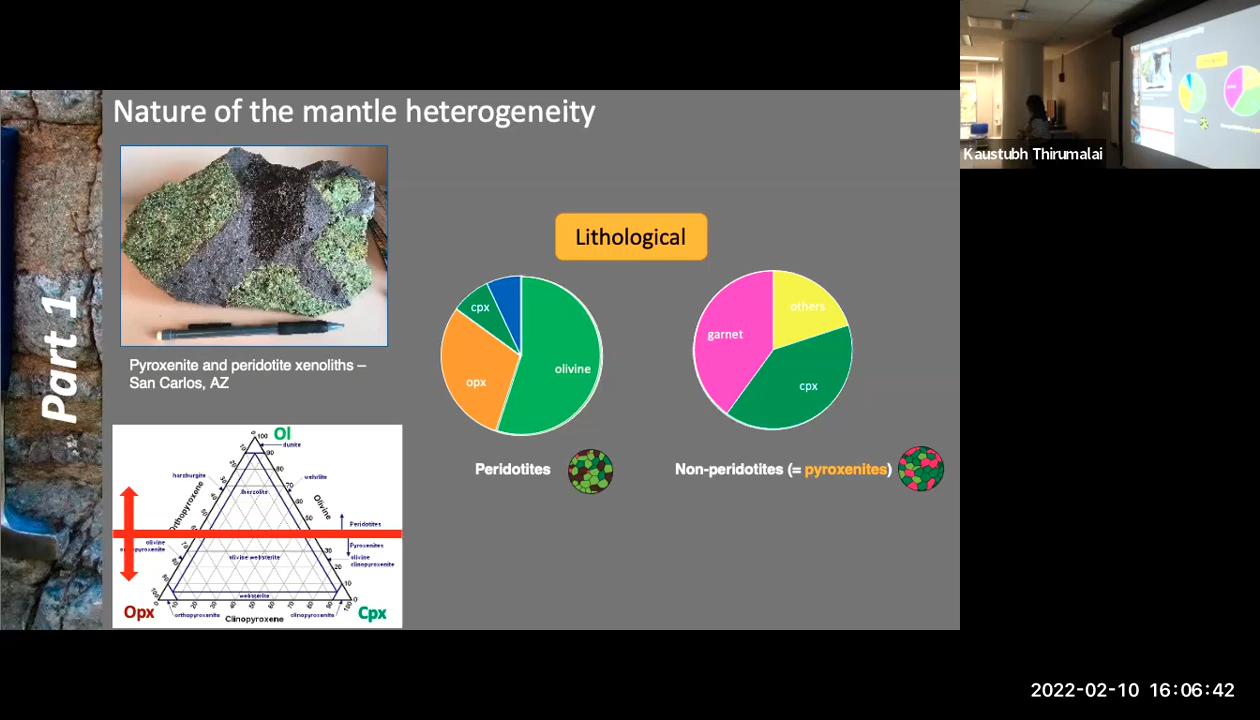 Nature of the mantle heterogeneity
Kaustubh Thirumalai
Part 1
Lithological
Pyroxenite and peridotite xenoliths –
San Carlos, AZ
cpx
opx
olivine
garnet
others
cpx
Peridotites
Non-peridotites (= pyroxenites)
Ol
dunite
harzburgite
wehrlite
lherzolite
Orthopyroxene
Olivine
Peridotites
Pyroxenites
olivine
olivine websterite
olivine
clinopyroxenite
websterite
Opx
orthopyroxenite
clinopyroxenite
Cpx
Clinopyroxene
2022-02-10 16:06:42